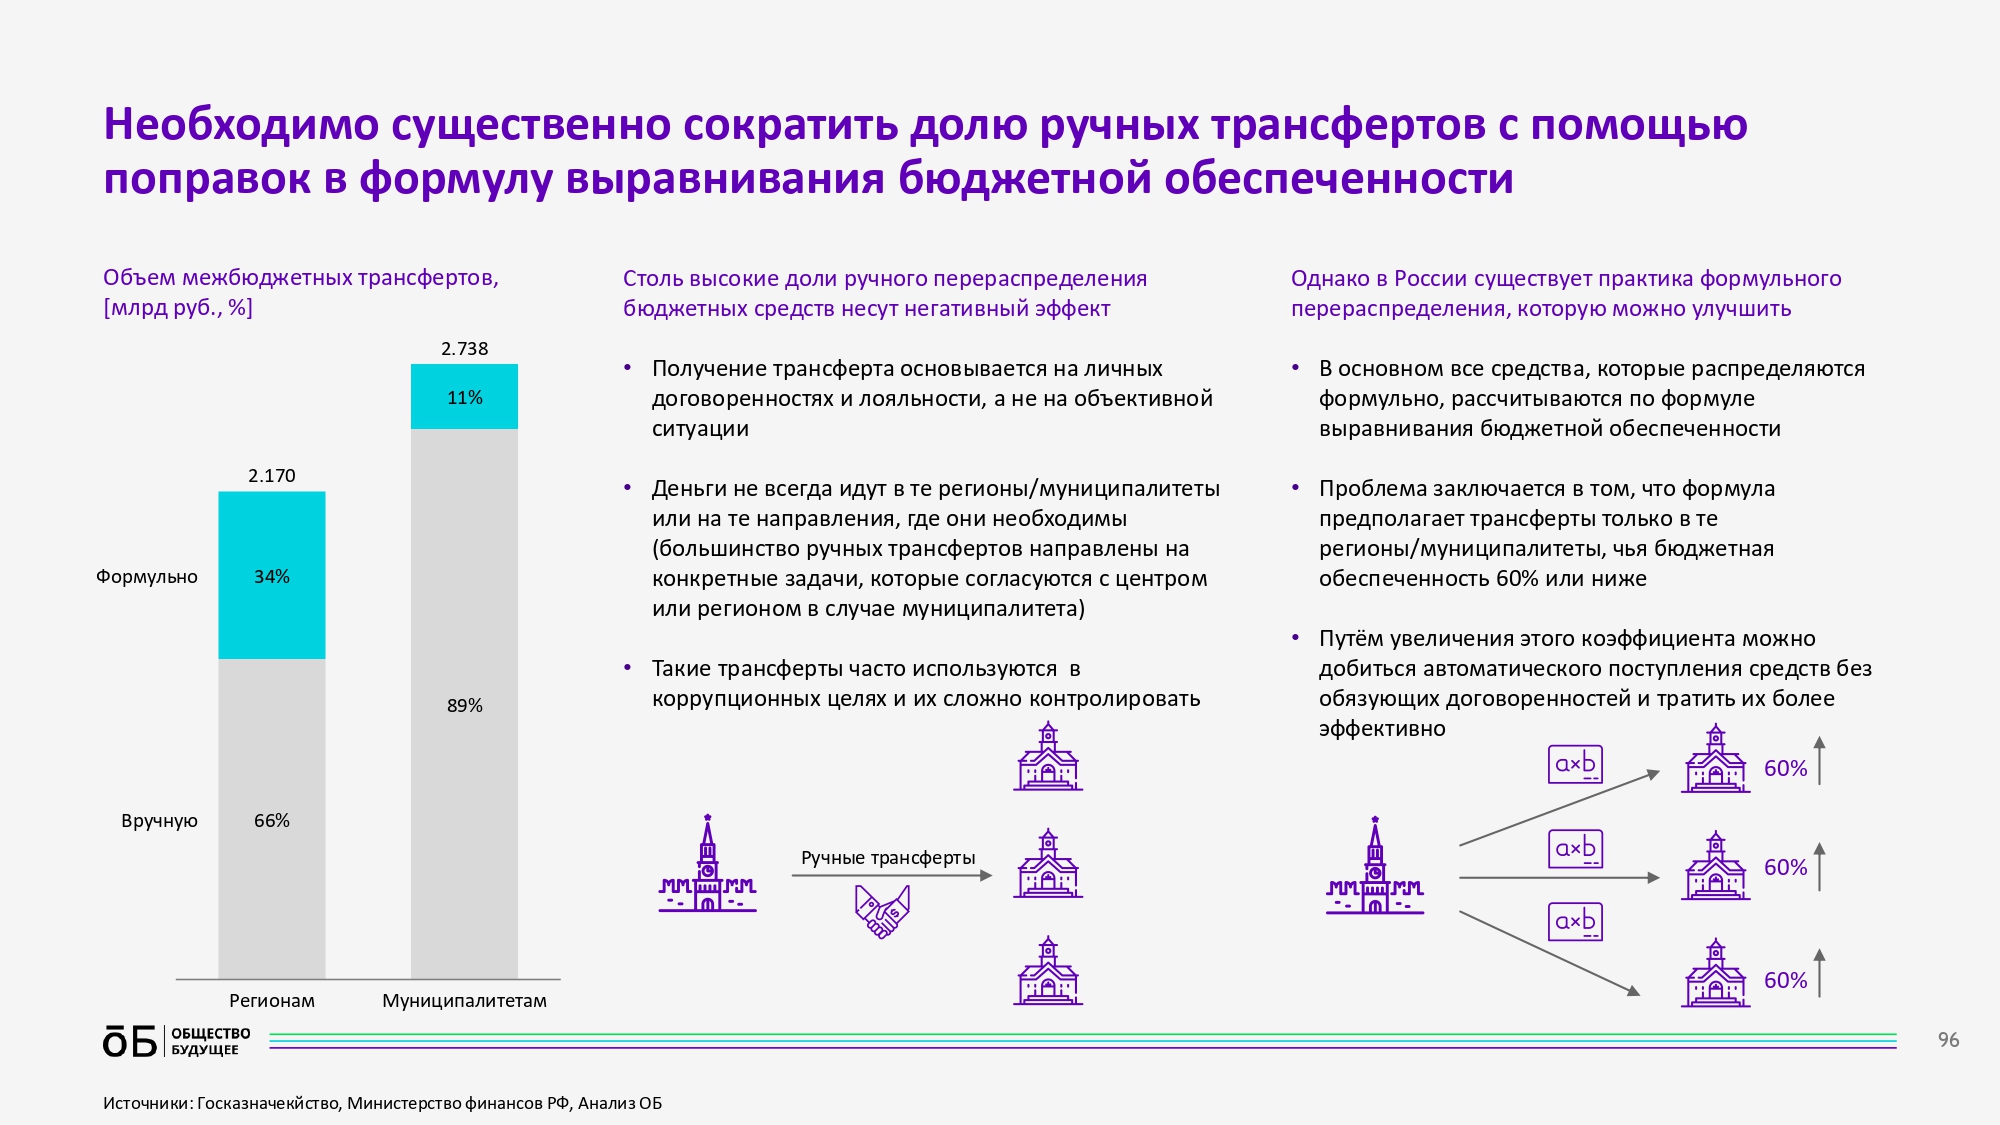 Необходимо существенно сократить долю ручных трансфертов с помощью
поправок в формулу выравнивания бюджетной обеспеченности
Объем межбюджетных трансфертов,
[млрд руб., %]
2.738
11%
2.170
Формульно
34%
89%
Вручную
66%
Регионам
Муниципалитетам
Столь высокие доли ручного перераспределения
бюджетных средств несут негативный эффект
• Получение трансферта основывается на личных
договоренностях и лояльности, а не на объективной
ситуации
• Деньги не всегда идут в те регионы/муниципалитеты
или на те направления, где они необходимы
(большинство ручных трансфертов направлены на
конкретные задачи, которые согласуются с центром
или регионом в случае муниципалитета)
• Такие трансферты часто используются в
коррупционных целях и их сложно контролировать
Ручные трансферты
$
Однако в России существует практика формульного
перераспределения, которую можно улучшить
• В основном все средства, которые распределяются
формульно, рассчитываются по формуле
выравнивания бюджетной обеспеченности
• Проблема заключается в том, что формула
предполагает трансферты только в те
регионы/муниципалитеты, чья бюджетная
обеспеченность 60% или ниже
• Путём увеличения этого коэффициента можно
добиться автоматического поступления средств без
обязующих договоренностей и тратить их более
эффективно
a×b
60%
a×b
60%
a×b
60%
ōБ
ОБЩЕСТВО
БУДУЩЕЕ
96
Источники: Госказначекйство, Министерство финансов РФ, Анализ ОБ